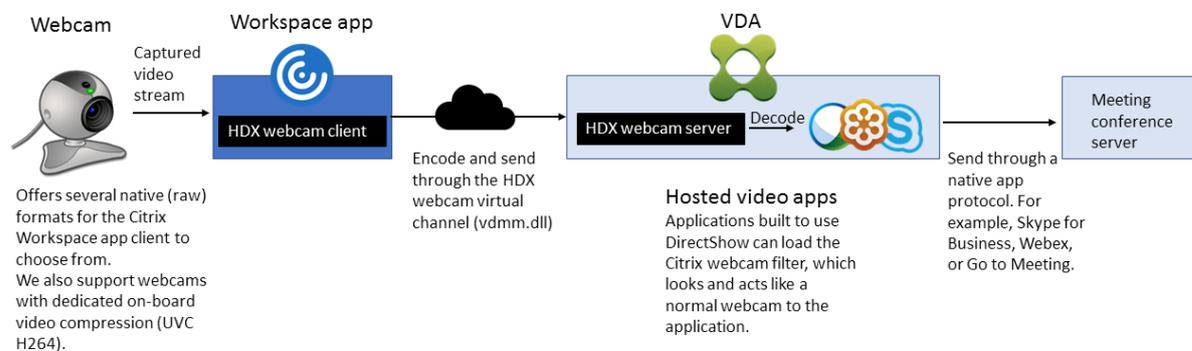 Webcam
Captured
video
stream
Offers several native (raw)
formats for the Citrix
Workspace app client to
choose from.
We also support webcams
with dedicated on-board
video compression (UVC
H264).
Workspace app
HDX webcam client
Encode and send
through the HDX
webcam virtual
channel (vdmm.dll)
VDA
HDX webcam server
Decode
S
Hosted video apps
Applications built to use
DirectShow can load the
Citrix webcam filter, which
looks and acts like a
normal webcam to the
application.
Send through a
native app
protocol. For
example, Skype for
Business, Webex,
or Go to Meeting.
Meeting
conference
server